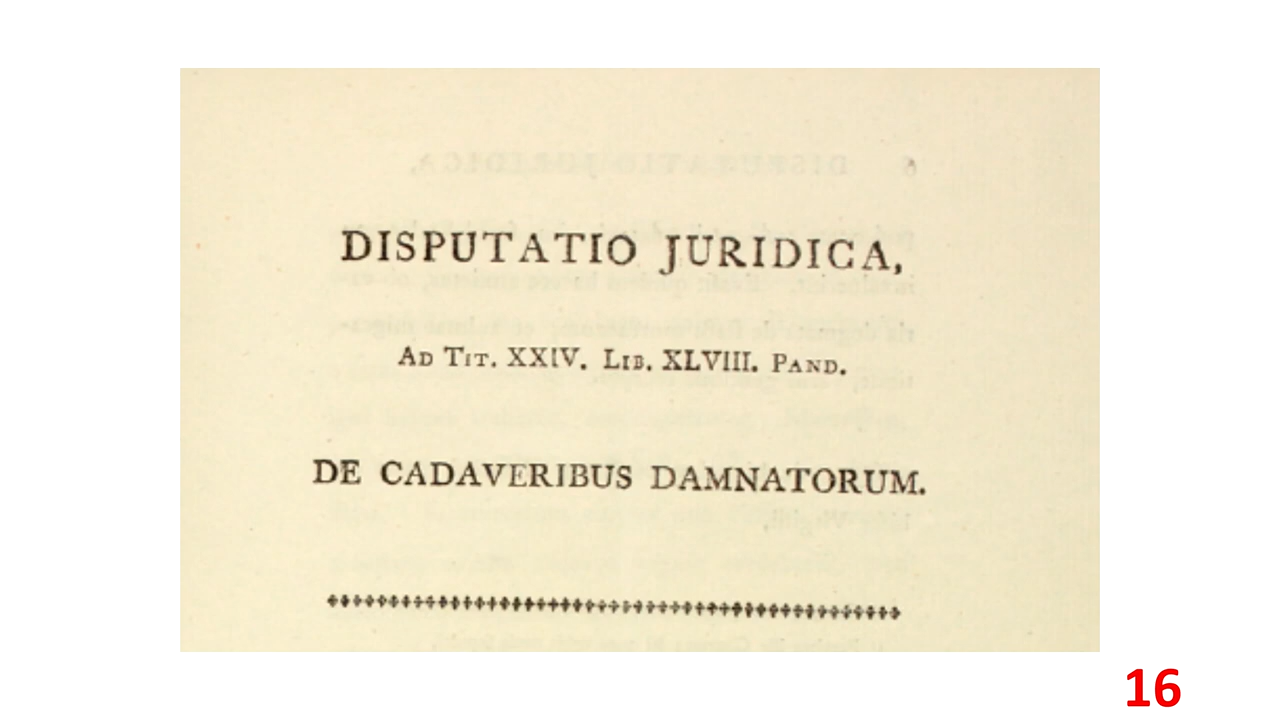 DISPUTATIO JURIDICA,
AD TIT. XXIV. LIB. XLVIII. PAND.
DE CADAVERIBUS DAMNATORUM.
16